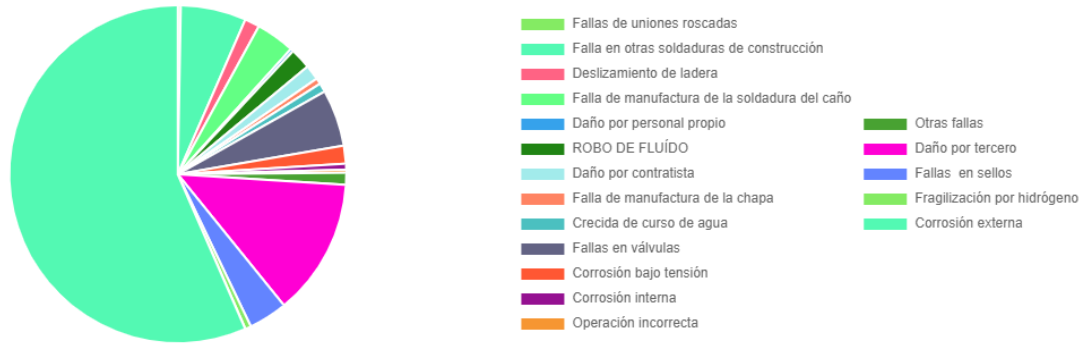 Fallas de uniones roscadas
Falla en otras soldaduras de construcción
Deslizamiento de ladera
Falla de manufactura de la soldadura del caño
Daño por personal propio
ROBO DE FLUÍDO
Daño por contratista
Falla de manufactura de la chapa
Crecida de curso de agua
Fallas en válvulas
Corrosión bajo tensión
Corrosión interna
Operación incorrecta
Otras fallas
Daño por tercero
Fallas  en sellos
Fragilización por hidrógeno
Corrosión externa